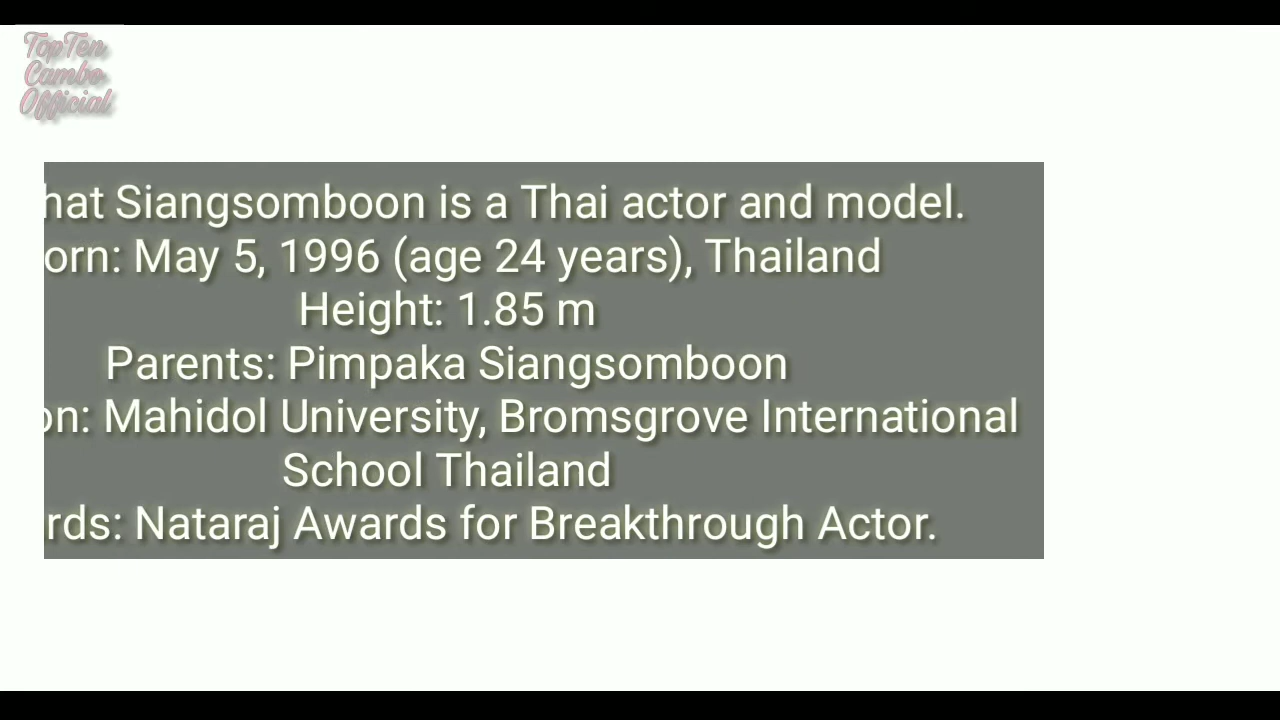 TopTen
Cambo
Official
hat Siangsomboon is a Thai actor and model.
orn: May 5, 1996 (age 24 years), Thailand
Height: 1.85 m
Parents: Pimpaka Siangsomboon
on: Mahidol University, Bromsgrove International
School Thailand
rds: Nataraj Awards for Breakthrough Actor.